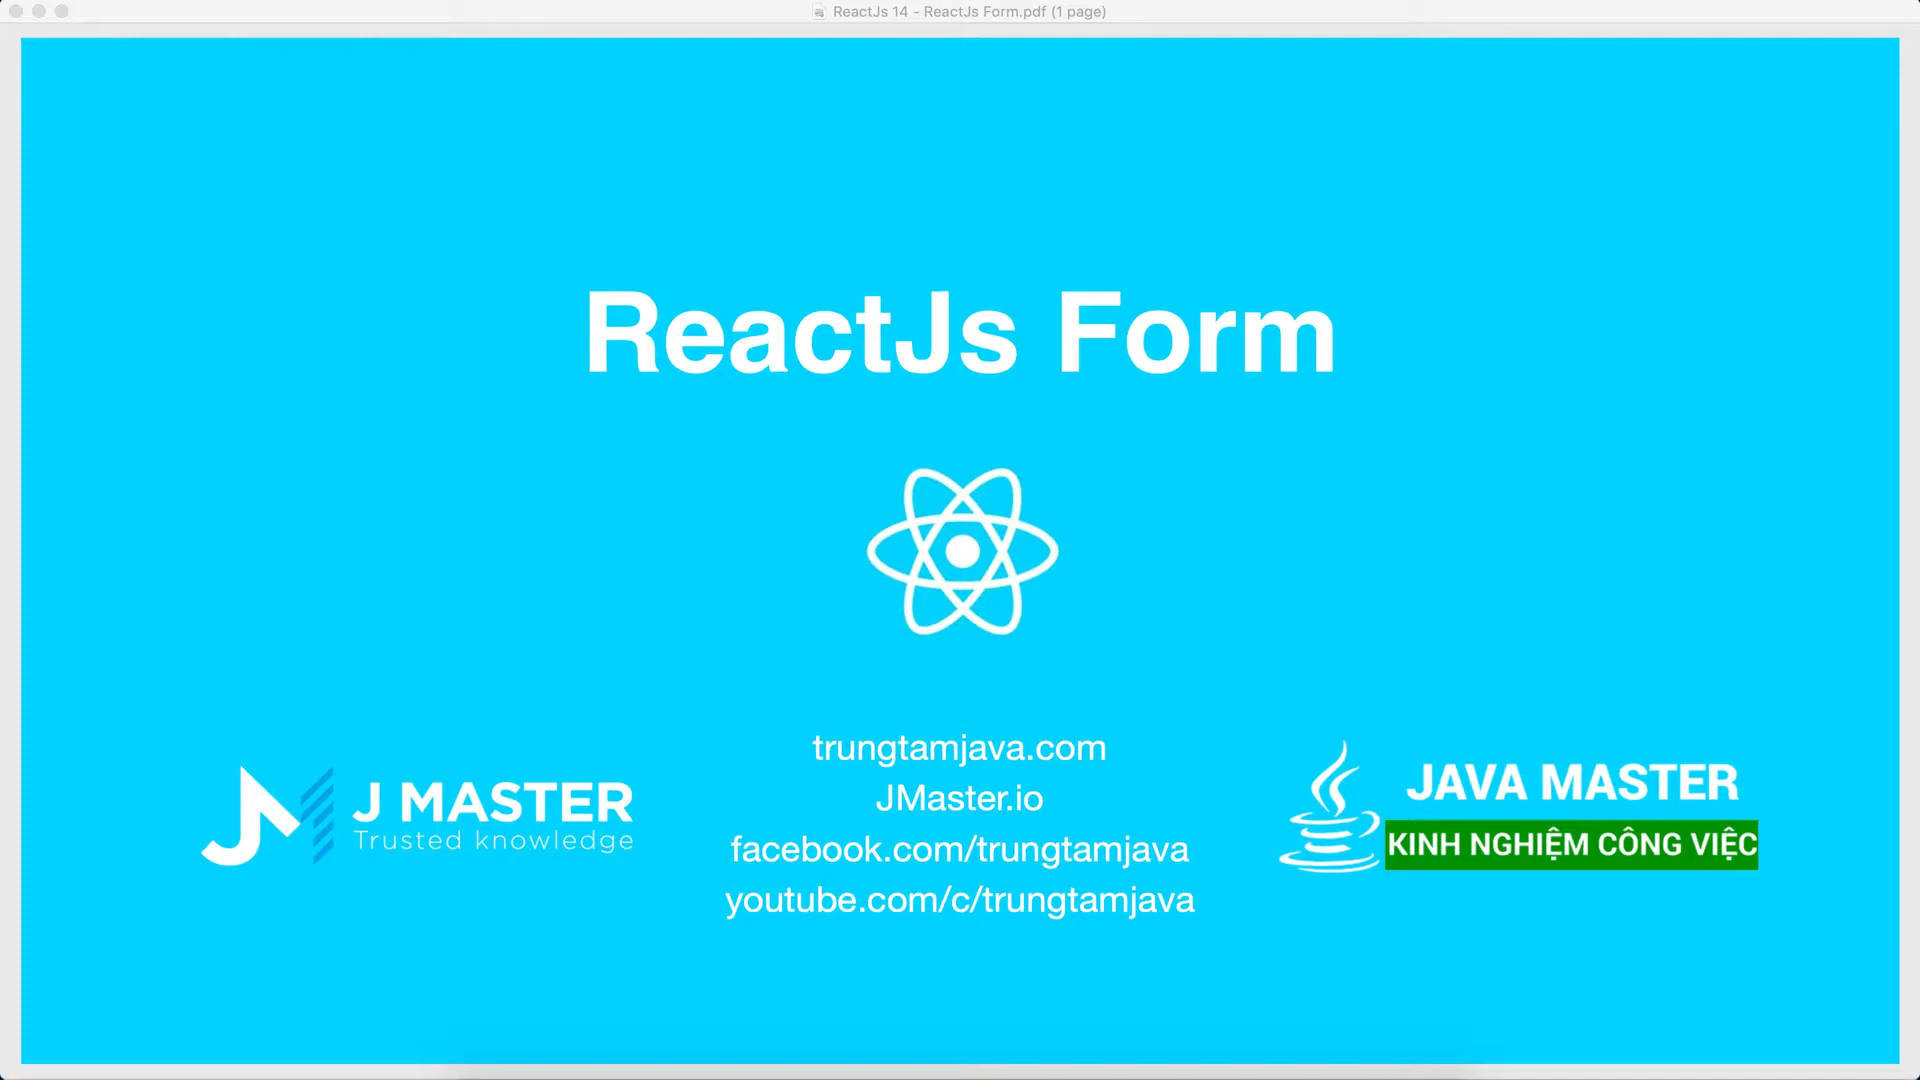 ReactJs 14 - ReactJs Form.pdf (1 page)
ReactJs Form
trungtamjava.com
JMaster.io
facebook.com/trungtamjava
youtube.com/c/trungtamjava
J MASTER
Trusted knowledge
JAVA MASTER
KINH NGHIỆM CÔNG VIỆC